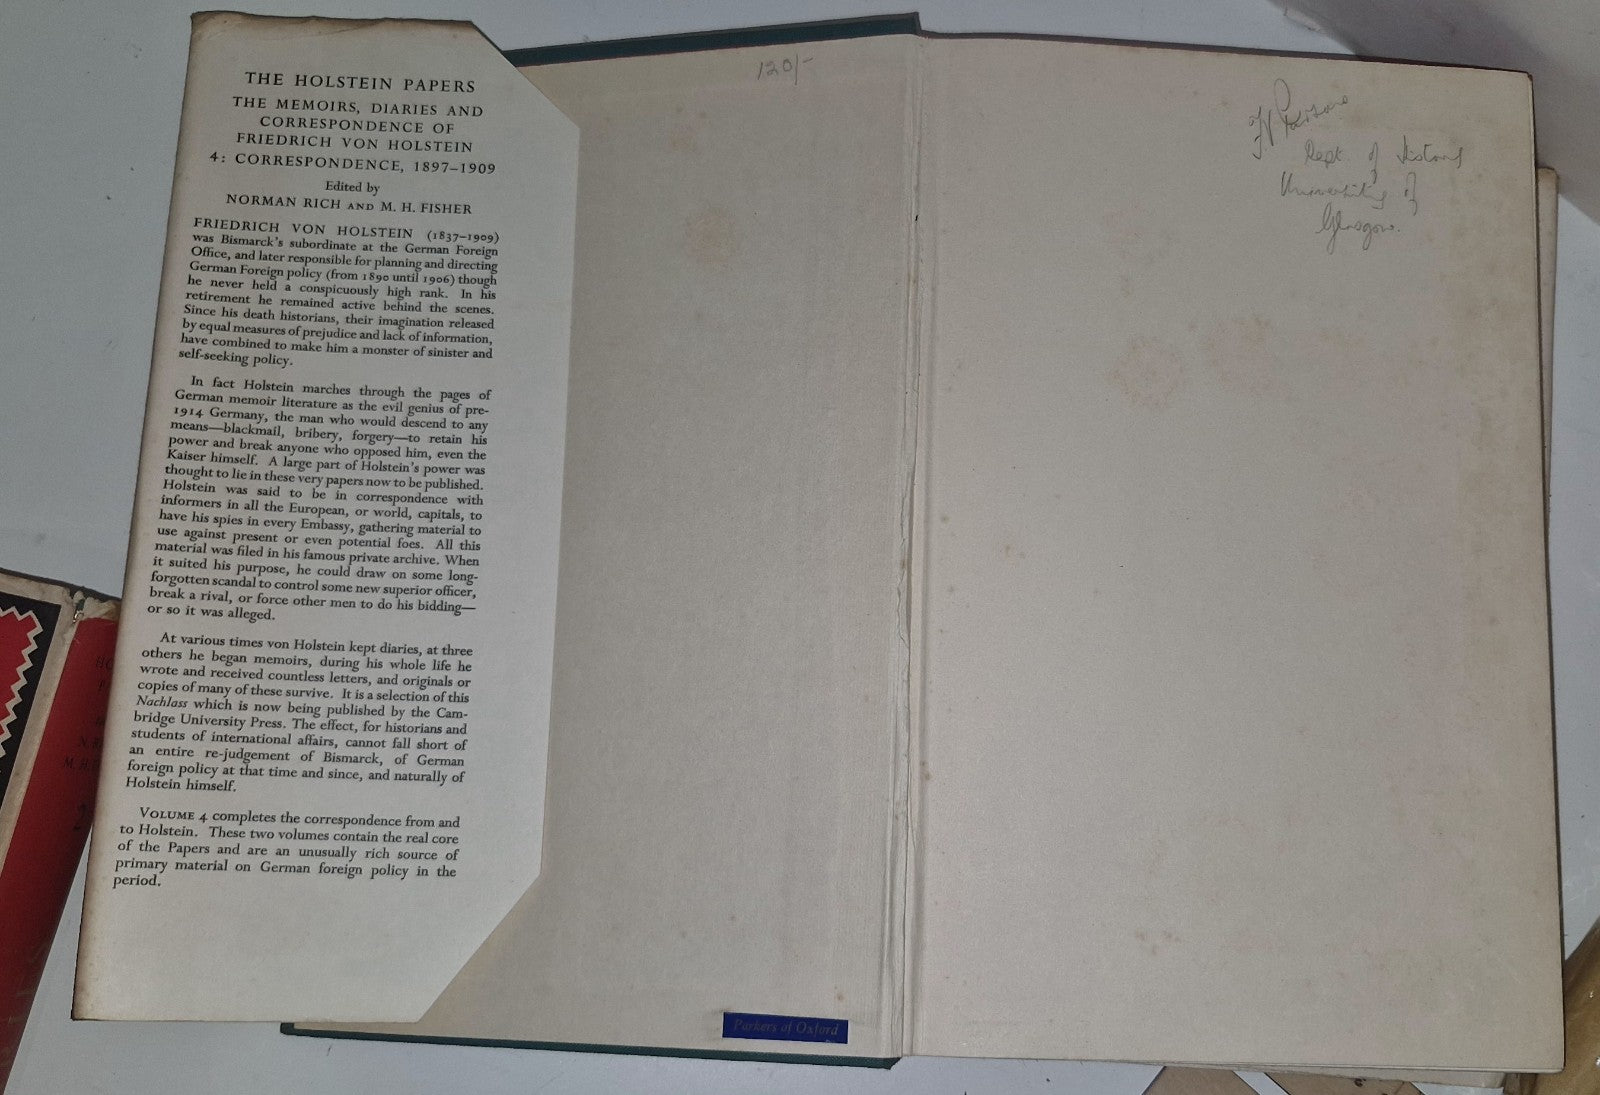 THE HOLSTEIN PAPERS
THE MEMOIRS, DIARIES AND
CORRESPONDENCE OF
FRIEDRICH VON HOLSTEIN
4: CORRESPONDENCE, 1897–1909
Edited by
NORMAN RICH AND M. H. FISHER
FRIEDRICH VON HOLSTEIN (1837–1909)
was Bismarck's subordinate at the German Foreign
Office, and later responsible for planning and directing
German Foreign policy (from 1890 until 1906) though
he never held a conspicuously high rank. In his
retirement he remained active behind the scenes.
Since his death historians, their imagination released
by equal measures of prejudice and lack of information,
have combined to make him a monster of sinister and
self-seeking policy.
In fact Holstein marches through the pages of
German memoir literature as the evil genius of pre-
1914 Germany, the man who would descend to any
means—blackmail, bribery, forgery—to retain his
power and break anyone who opposed him, even the
Kaiser himself. A large part of Holstein's power was
thought to lie in these very papers now to be published.
Holstein was said to be in correspondence with
informers in all the European, or world, capitals, to
have his spies in every Embassy, gathering material to
use against present or even potential foes. All this
material was filed in his famous private archive. When
it suited his purpose, he could draw on some long-
forgotten scandal to control some new superior officer,
break a rival, or force other men to do his bidding—
or so it was alleged.
At various times von Holstein kept diaries, at three
others he began memoirs, during his whole life he
wrote and received countless letters, and originals or
copies of many of these survive. It is a selection of this
Nachlass which is now being published by the Cam-
bridge University Press. The effect, for historians and
students of international affairs, cannot fall short of
an entire re-judgement of Bismarck, of German
foreign policy at that time and since, and naturally of
Holstein himself.
VOLUME 4 completes the correspondence from and
to Holstein. These two volumes contain the real core
of the Papers and are an unusually rich source of
primary material on German foreign policy in the
period.
120/-
Parkers of Oxford
Parsons
Dept. of History
University of
Glasgow.